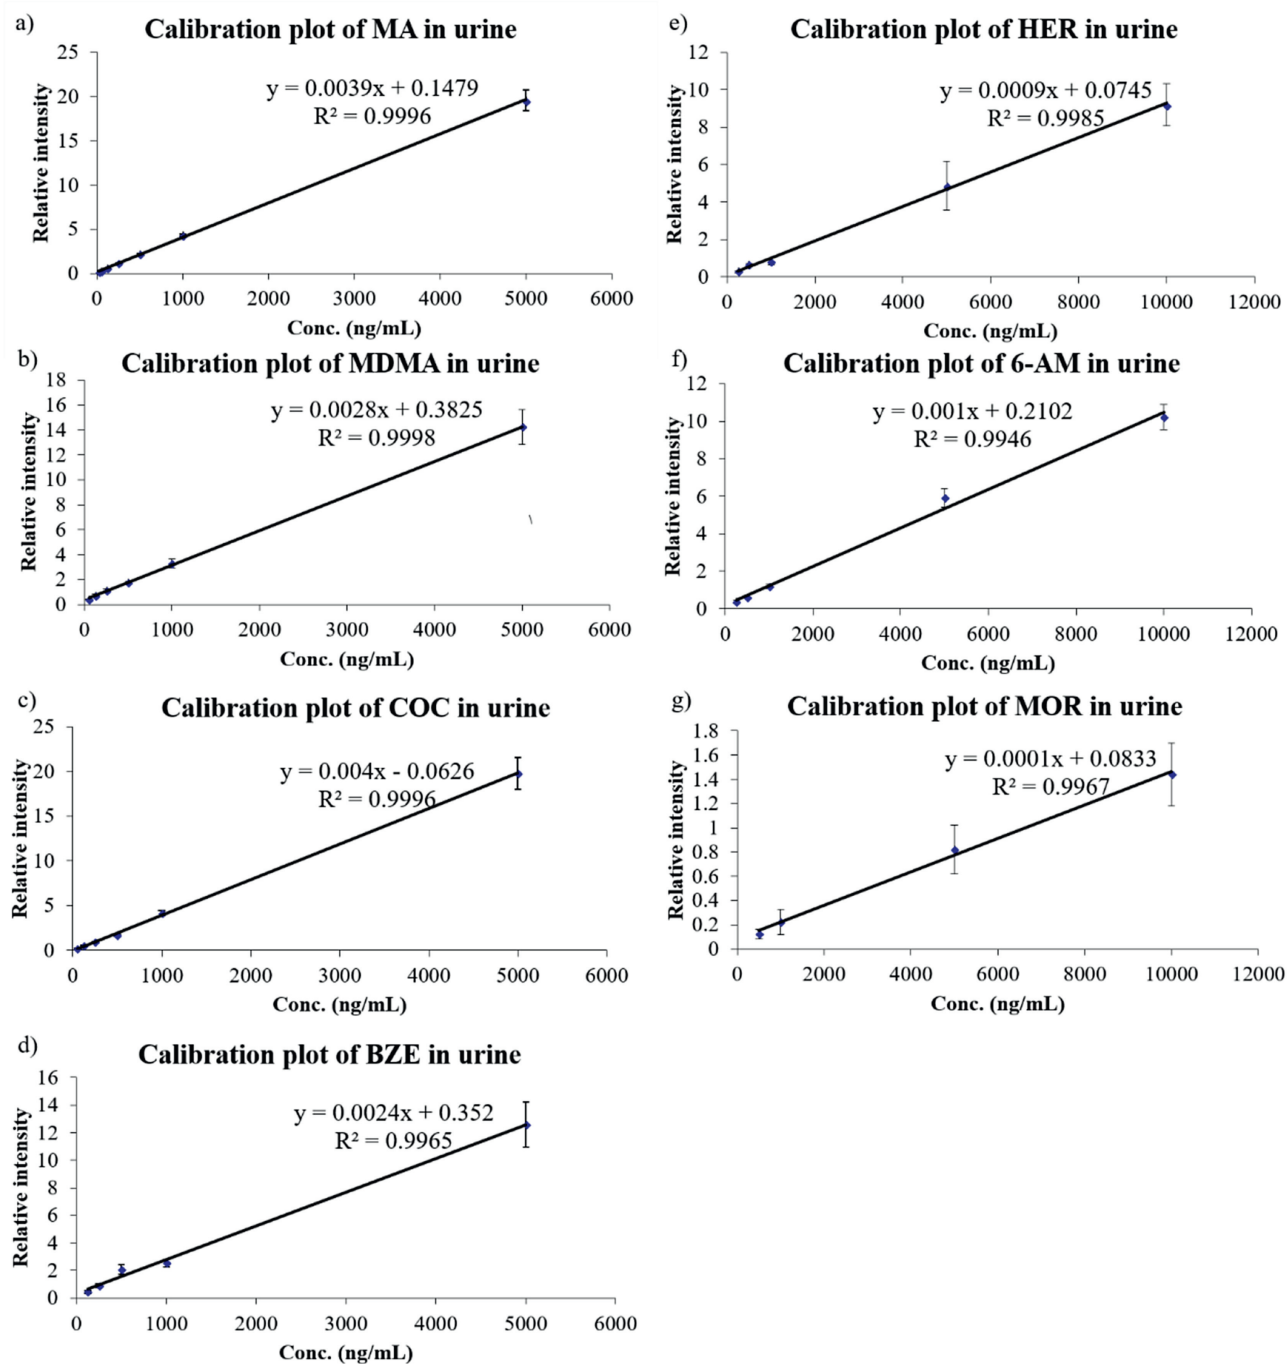 a)
Calibration plot of MA in urine
25
20
15
10
5
0
y = 0.0039x + 0.1479
R² = 0.9996
Relative intensity
0 1000 2000 3000 4000 5000 6000
Conc. (ng/mL)
b)
Calibration plot of MDMA in urine
18
16
14
12
10
8
6
4
2
0
y = 0.0028x + 0.3825
R² = 0.9998
Relative intensity
0 1000 2000 3000 4000 5000 6000
Conc. (ng/mL)
c)
Calibration plot of COC in urine
25
20
15
10
5
0
y = 0.004x - 0.0626
R² = 0.9996
Relative intensity
0 1000 2000 3000 4000 5000 6000
Conc. (ng/mL)
d)
Calibration plot of BZE in urine
16
14
12
10
8
6
4
2
0
y = 0.0024x + 0.352
R² = 0.9965
Relative intensity
0 1000 2000 3000 4000 5000 6000
Conc. (ng/mL)
e)
Calibration plot of HER in urine
12
10
8
6
4
2
0
y = 0.0009x + 0.0745
R² = 0.9985
Relative intensity
0 2000 4000 6000 8000 10000 12000
Conc. (ng/mL)
f)
Calibration plot of 6-AM in urine
12
10
8
6
4
2
0
y = 0.001x + 0.2102
R² = 0.9946
Relative intensity
0 2000 4000 6000 8000 10000 12000
Conc. (ng/mL)
g)
Calibration plot of MOR in urine
1.8
1.6
1.4
1.2
1
0.8
0.6
0.4
0.2
0
y = 0.0001x + 0.0833
R² = 0.9967
Relative intensity
0 2000 4000 6000 8000 10000 12000
Conc. (ng/mL)